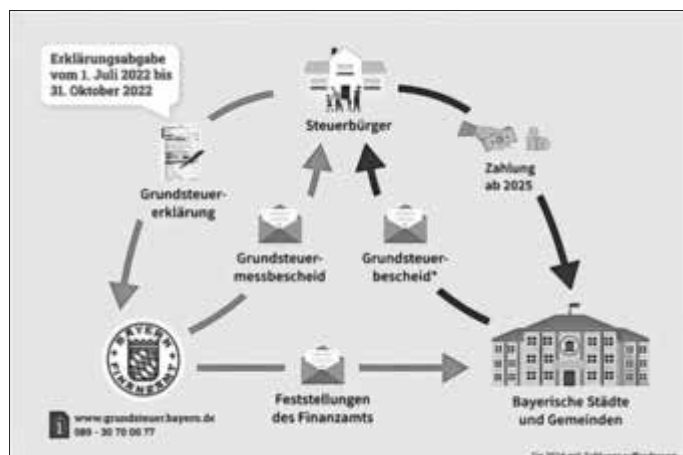 Erklärungsabgabe
vom 1. Juli 2022 bis
31. Oktober 2022
Steuerbürger
Grundsteuer-
erklärung
Zahlung
ab 2025
Grundsteuer-
messbescheid
Grundsteuer-
bescheid*
BAYERN
FINANZAMT
Feststellungen
des Finanzamts
Bayerische Städte
und Gemeinden
www.grundsteuer.bayern.de
089 - 30 70 00 77